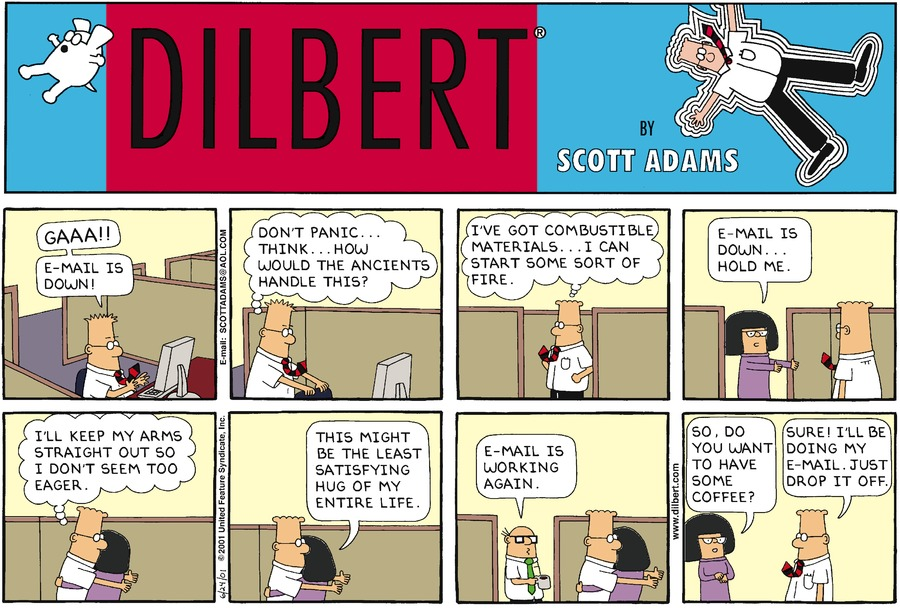 DILBERT®
BY
SCOTT ADAMS
GAAA!!
E-MAIL IS
DOWN!
E-mail: SCOTTADAMS@AOL.COM
DON'T PANIC...
THINK...HOW
WOULD THE ANCIENTS
HANDLE THIS?
I'VE GOT COMBUSTIBLE
MATERIALS...I CAN
START SOME SORT OF
FIRE.
E-MAIL IS
DOWN...
HOLD ME.
I'LL KEEP MY ARMS
STRAIGHT OUT SO
I DON'T SEEM TOO
EAGER.
6/24/01 © 2001 United Feature Syndicate, Inc.
THIS MIGHT
BE THE LEAST
SATISFYING
HUG OF MY
ENTIRE LIFE.
E-MAIL IS
WORKING
AGAIN.
www.dilbert.com
SO, DO
YOU WANT
TO HAVE
SOME
COFFEE?
SURE! I'LL BE
DOING MY
E-MAIL. JUST
DROP IT OFF.